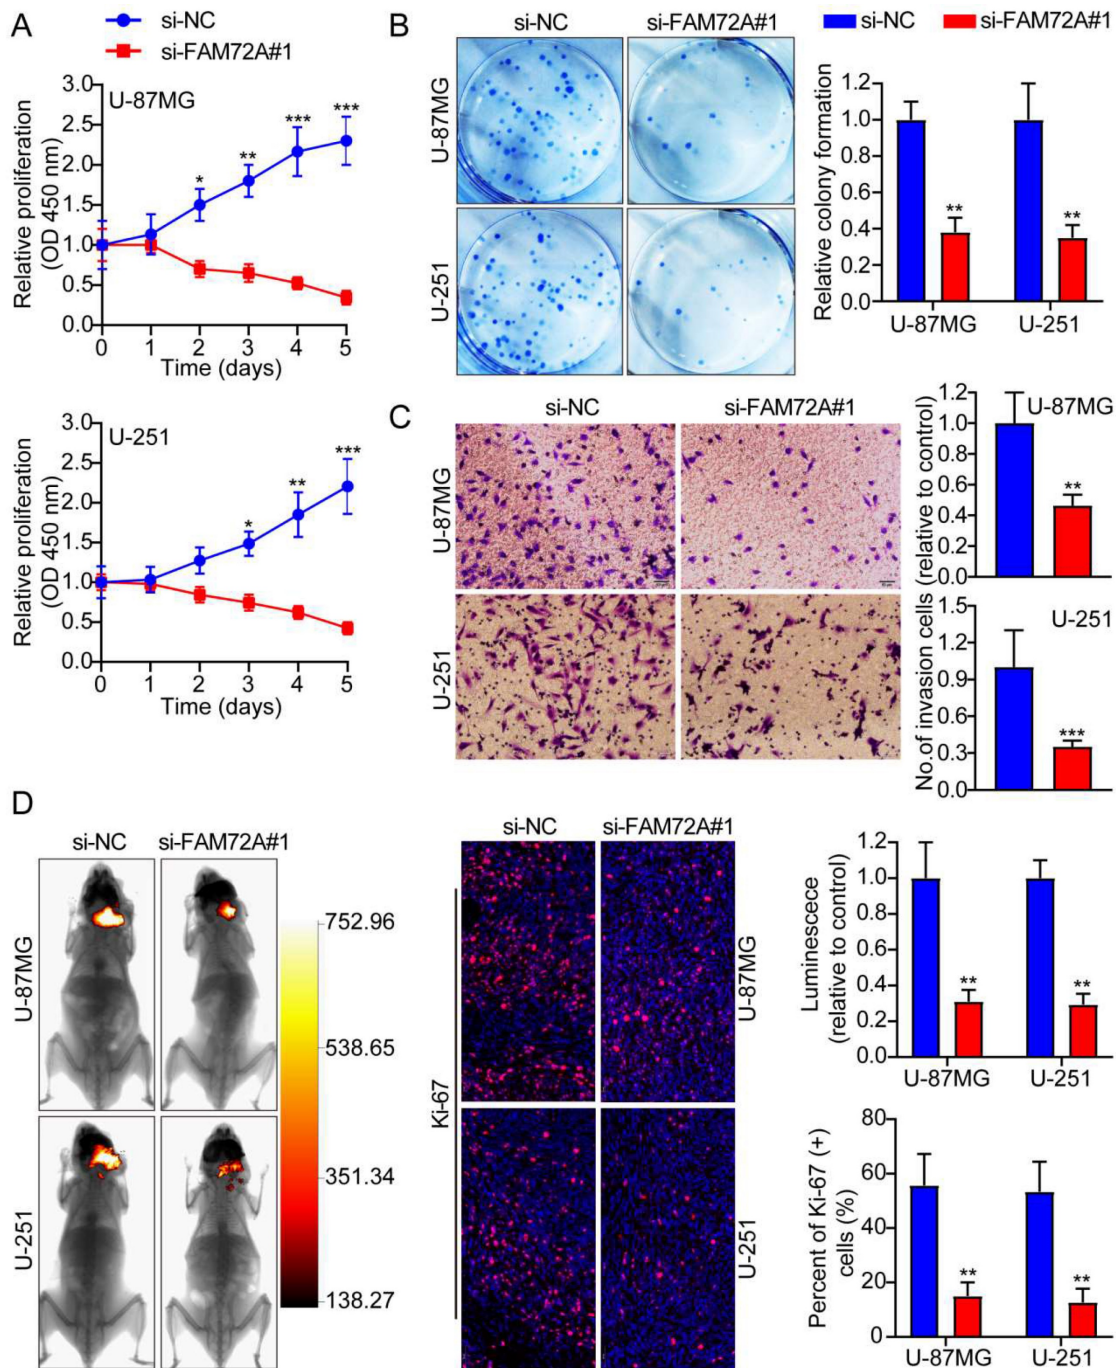 A
si-NC
si-FAM72A#1
U-87MG
Relative proliferation
(OD 450 nm)
3.0
2.5
2.0
1.5
1.0
0.5
0.0
*
**
***
***
0 1 2 3 4 5
Time (days)
U-251
Relative proliferation
(OD 450 nm)
3.0
2.5
2.0
1.5
1.0
0.5
0.0
*
**
***
0 1 2 3 4 5
Time (days)
B
si-NC si-FAM72A#1
U-87MG
U-251
si-NC si-FAM72A#1
Relative colony formation
1.2
1.0
0.8
0.6
0.4
0.2
0.0
** **
U-87MG U-251
C
si-NC si-FAM72A#1
U-87MG
U-251
No.of invasion cells (relative to control)
1.2
1.0
0.8
0.6
0.4
0.2
0.0
U-87MG
**
1.5
1.2
0.9
0.6
0.3
0.0
U-251
***
D
si-NC si-FAM72A#1
U-87MG
U-251
752.96
538.65
351.34
138.27
si-NC si-FAM72A#1
Ki-67
U-87MG
U-251
Luminescece
(relative to control)
1.2
1.0
0.8
0.6
0.4
0.2
0.0
** **
U-87MG U-251
Percent of Ki-67 (+)
cells (%)
80
60
40
20
0
** **
U-87MG U-251